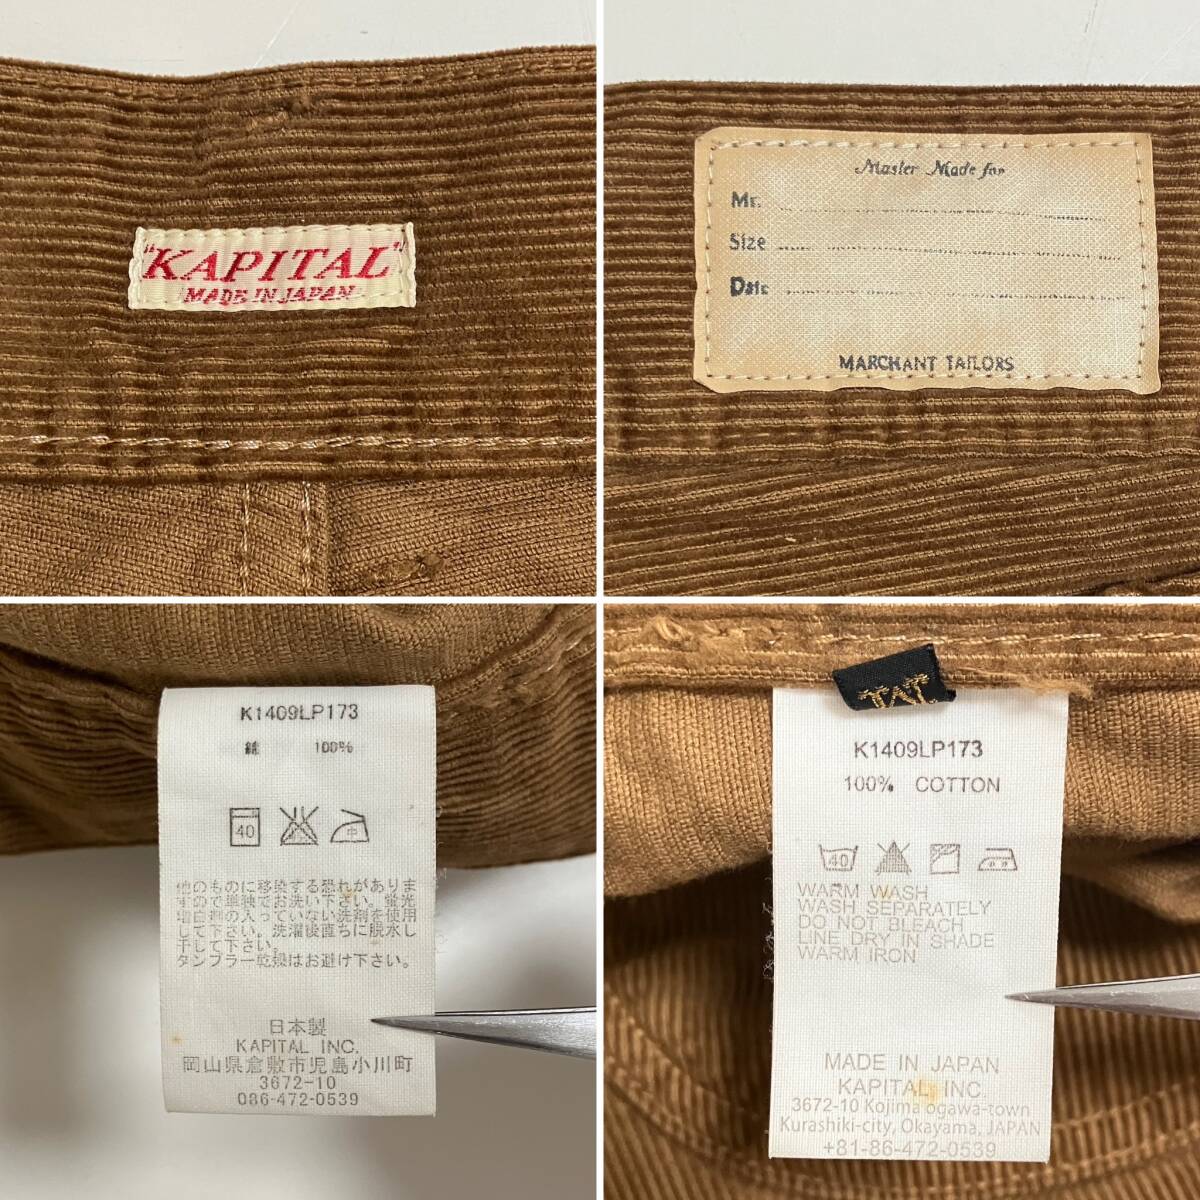 "KAPITAL"
MADE IN JAPAN
Master Made for
Mr.
Size
Date
MARCHANT TAILORS
K1409LP173
綿 100%
40 中
他のものに移染する恐れがありま
すので単独でお洗い下さい。蛍光
増白剤の入っていない洗剤を使用
して下さい。洗濯後直ちに脱水し
干して下さい。
タンブラー乾燥はお避け下さい。
日本製
KAPITAL INC.
岡山県倉敷市児島小川町
3672-10
086-472-0539
K1409LP173
100% COTTON
40
WARM WASH
WASH SEPARATELY
DO NOT BLEACH
LINE DRY IN SHADE
WARM IRON
MADE IN JAPAN
KAPITAL INC
3672-10 Kojima ogawa-town
Kurashiki-city, Okayama, JAPAN
+81-86-472-0539